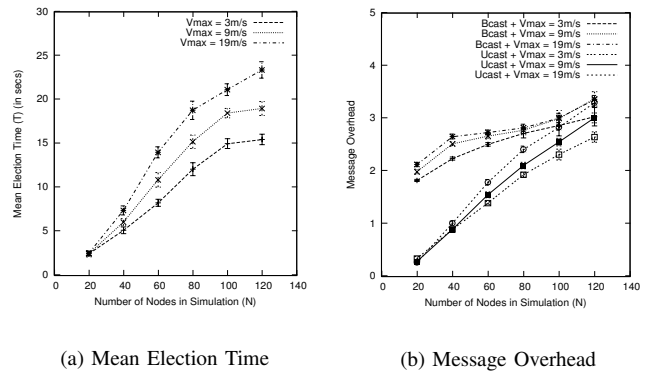 30
25
20
15
10
5
0
Mean Election Time (T) (in secs)
Vmax = 3m/s
Vmax = 9m/s
Vmax = 19m/s
0 20 40 60 80 100 120 140
Number of Nodes in Simulation (N)
(a) Mean Election Time
5
4
3
2
1
0
Message Overhead
Bcast + Vmax = 3m/s
Bcast + Vmax = 9m/s
Bcast + Vmax = 19m/s
Ucast + Vmax = 3m/s
Ucast + Vmax = 9m/s
Ucast + Vmax = 19m/s
0 20 40 60 80 100 120 140
Number of Nodes in Simulation (N)
(b) Message Overhead